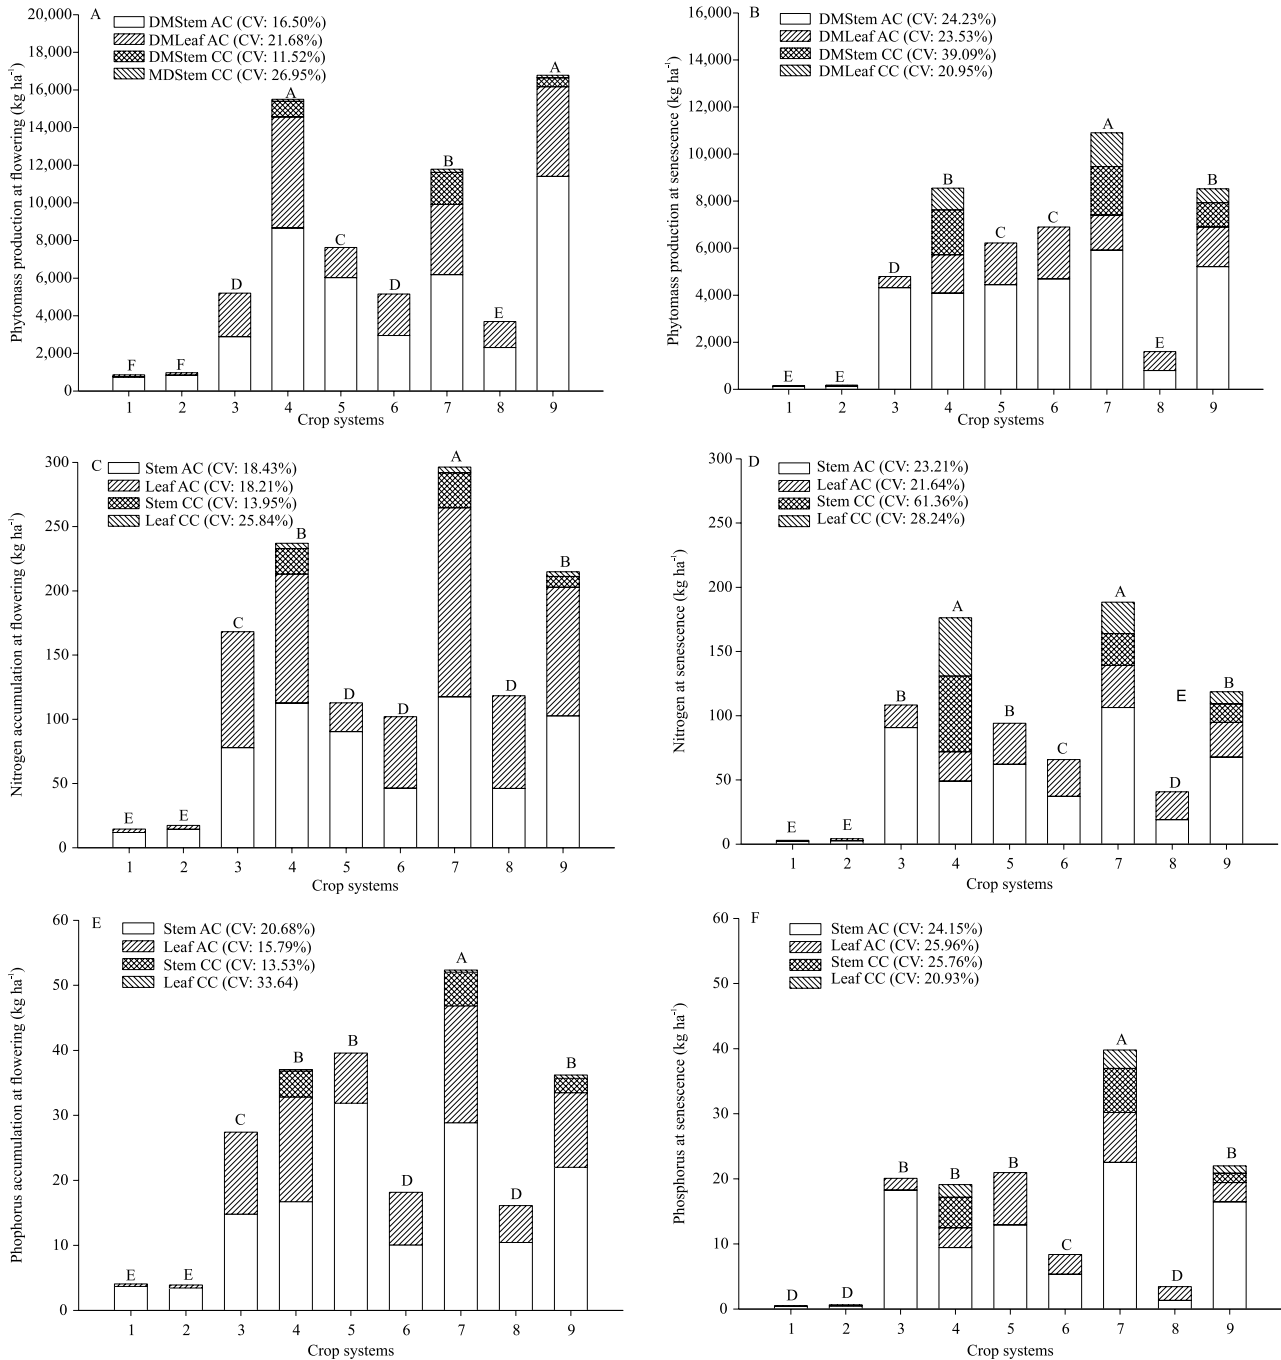 A
DMStem AC (CV: 16.50%)
DMLeaf AC (CV: 21.68%)
DMStem CC (CV: 11.52%)
MDStem CC (CV: 26.95%)
Phytomass production at flowering (kg ha-1)
20,000
18,000
16,000
14,000
12,000
10,000
8,000
6,000
4,000
2,000
0
F F D A C D B E A
1 2 3 4 5 6 7 8 9
Crop systems
B
DMStem AC (CV: 24.23%)
DMLeaf AC (CV: 23.53%)
DMStem CC (CV: 39.09%)
DMLeaf CC (CV: 20.95%)
Phytomass production at senescence (kg ha-1)
16,000
14,000
12,000
10,000
8,000
6,000
4,000
2,000
0
E E D B C C A E B
1 2 3 4 5 6 7 8 9
Crop systems
C
Stem AC (CV: 18.43%)
Leaf AC (CV: 18.21%)
Stem CC (CV: 13.95%)
Leaf CC (CV: 25.84%)
Nitrogen accumulation at flowering (kg ha-1)
300
250
200
150
100
50
0
E E C B D D A D B
1 2 3 4 5 6 7 8 9
Crop systems
D
Stem AC (CV: 23.21%)
Leaf AC (CV: 21.64%)
Stem CC (CV: 61.36%)
Leaf CC (CV: 28.24%)
Nitrogen at senescence (kg ha-1)
300
250
200
150
100
50
0
E E B A B C A D B
E
1 2 3 4 5 6 7 8 9
Crop systems
E
Stem AC (CV: 20.68%)
Leaf AC (CV: 15.79%)
Stem CC (CV: 13.53%)
Leaf CC (CV: 33.64)
Phophorus accumulation at flowering (kg ha-1)
60
50
40
30
20
10
0
E E C B B D A D B
1 2 3 4 5 6 7 8 9
Crop systems
F
Stem AC (CV: 24.15%)
Leaf AC (CV: 25.96%)
Stem CC (CV: 25.76%)
Leaf CC (CV: 20.93%)
Phosphorus at senescence (kg ha-1)
60
50
40
30
20
10
0
D D B B B C A D B
1 2 3 4 5 6 7 8 9
Crop systems